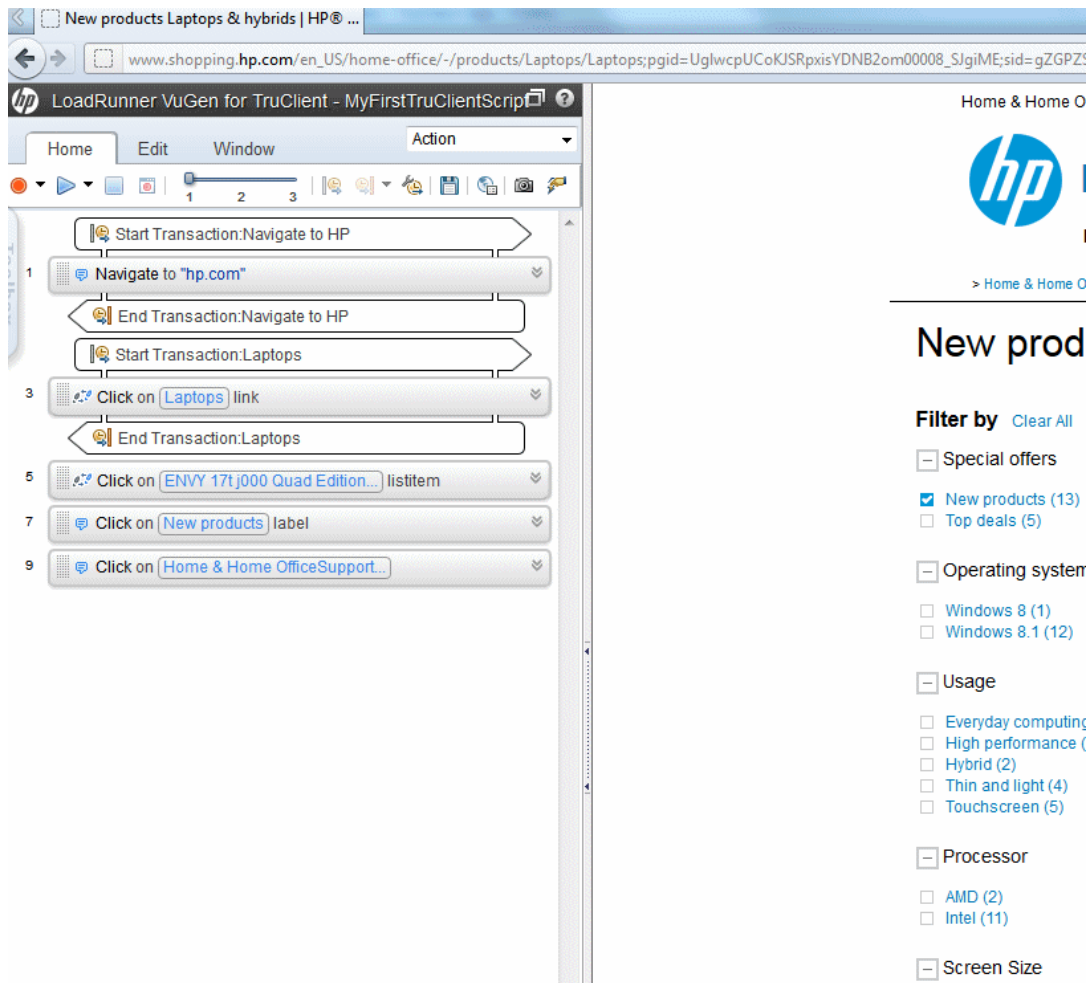 New products Laptops & hybrids | HP® ...
www.shopping.hp.com/en_US/home-office/-/products/Laptops/Laptops;pgid=UglwcpUCoKJSRpxisYDNB2om00008_SJgiME;sid=gZGPZS
hp LoadRunner VuGen for TruClient - MyFirstTruClientScript
Home Edit Window Action
1 2 3
Start Transaction:Navigate to HP
1 Navigate to "hp.com"
End Transaction:Navigate to HP
Start Transaction:Laptops
3 Click on Laptops link
End Transaction:Laptops
5 Click on ENVY 17t j000 Quad Edition... listitem
7 Click on New products label
9 Click on Home & Home OfficeSupport...
Home & Home O
hp
> Home & Home O
New prod
Filter by Clear All
Special offers
New products (13)
Top deals (5)
Operating system
Windows 8 (1)
Windows 8.1 (12)
Usage
Everyday computing
High performance (
Hybrid (2)
Thin and light (4)
Touchscreen (5)
Processor
AMD (2)
Intel (11)
Screen Size